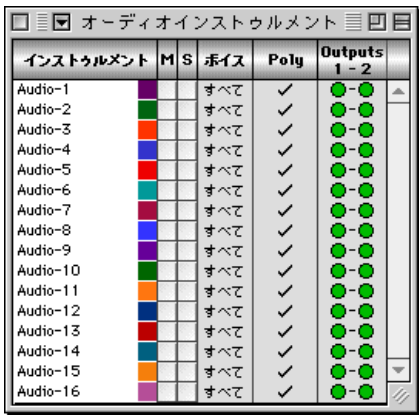 オーディオインストゥルメント
インストゥルメント M S ボイス Poly Outputs 1 - 2
Audio-1 すべて
Audio-2 すべて
Audio-3 すべて
Audio-4 すべて
Audio-5 すべて
Audio-6 すべて
Audio-7 すべて
Audio-8 すべて
Audio-9 すべて
Audio-10 すべて
Audio-11 すべて
Audio-12 すべて
Audio-13 すべて
Audio-14 すべて
Audio-15 すべて
Audio-16 すべて